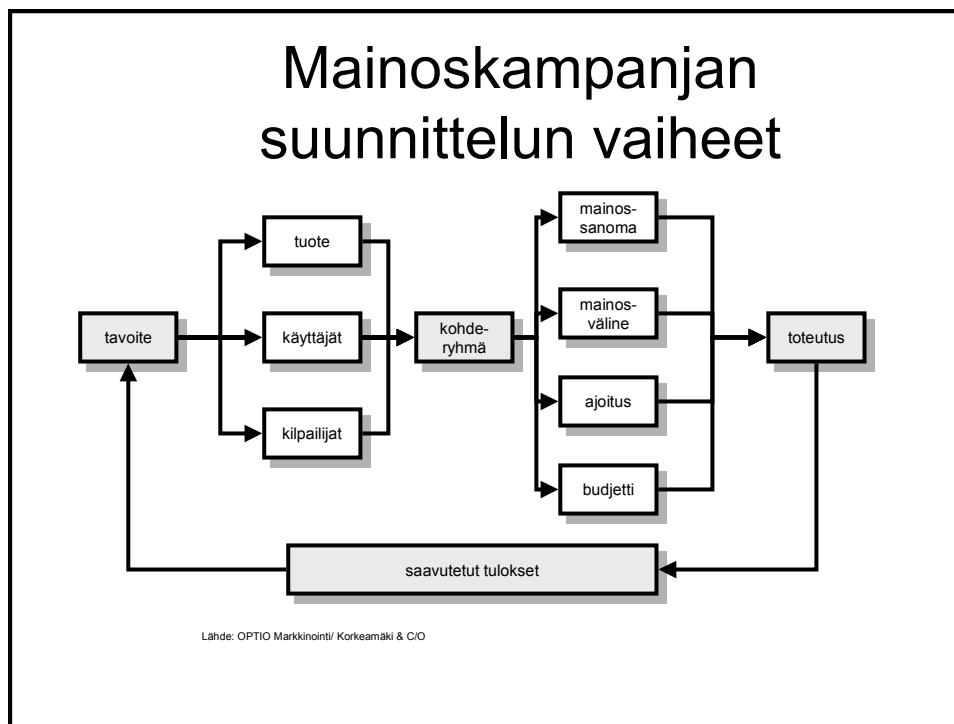 Mainoskampanjan
suunnittelun vaiheet
tavoite
tuote
käyttäjät
kilpailijat
kohde-
ryhmä
mainos-
sanoma
mainos-
väline
ajoitus
budjetti
toteutus
saavutetut tulokset
Lähde: OPTIO Markkinointi/ Korkeamäki & C/O